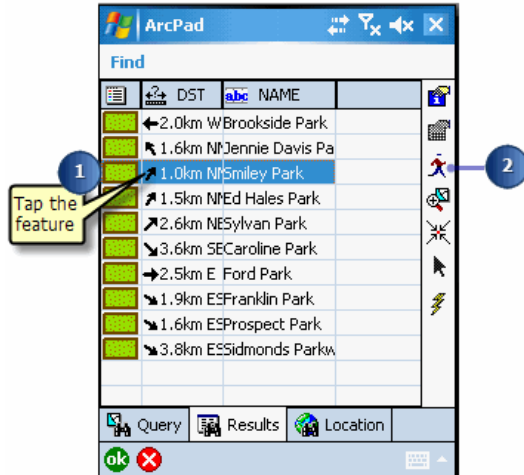 ArcPad
Find
DST abc NAME
2.0km W Brookside Park
1.6km NN Jennie Davis Pa
1 1.0km NN Smiley Park 2
Tap the
feature
1.5km NN Ed Hales Park
2.6km NE Sylvan Park
3.6km SE Caroline Park
2.5km E Ford Park
1.9km ES Franklin Park
1.6km ES Prospect Park
3.8km ES Sidmonds Parkw
Query Results Location
ok